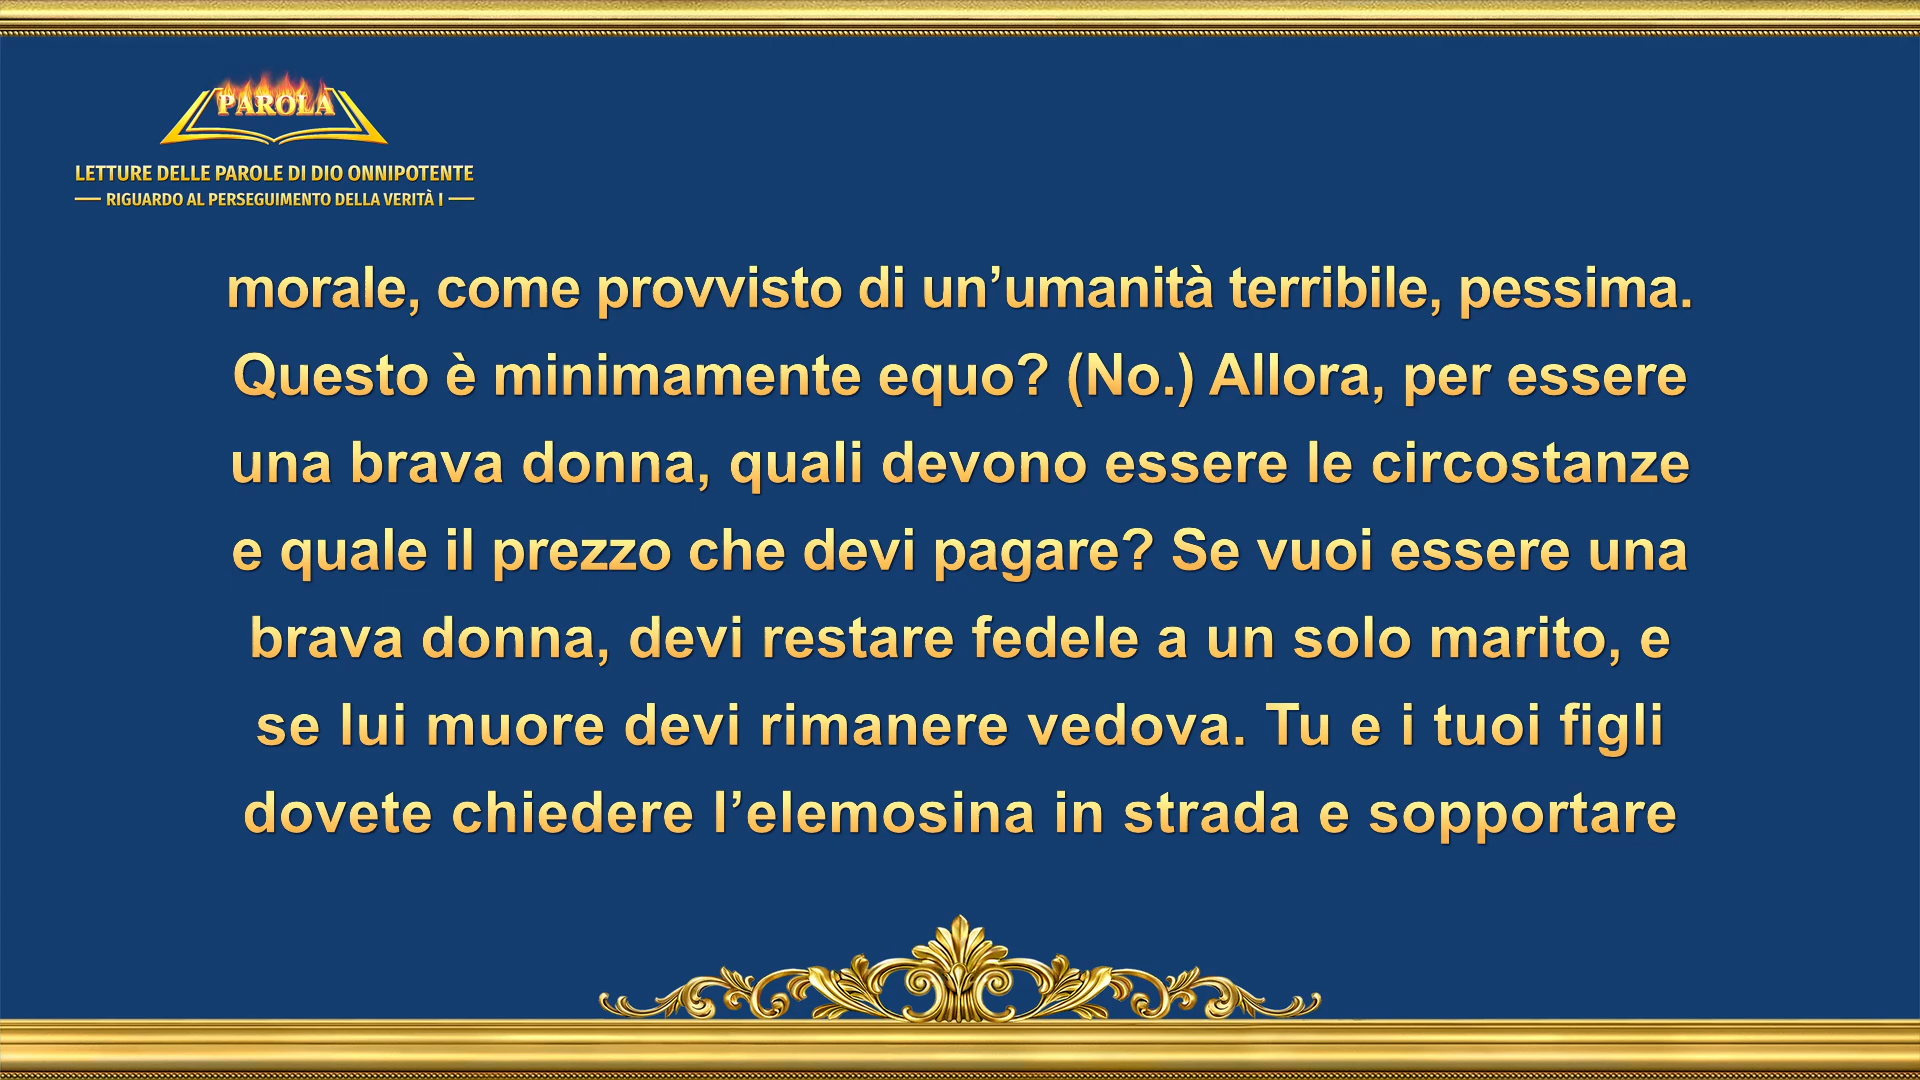 PAROLA
LETTURE DELLE PAROLE DI DIO ONNIPOTENTE
RIGUARDO AL PERSEGUIMENTO DELLA VERITÀ I
morale, come provvisto di un’umanità terribile, pessima.
Questo è minimamente equo? (No.) Allora, per essere
una brava donna, quali devono essere le circostanze
e quale il prezzo che devi pagare? Se vuoi essere una
brava donna, devi restare fedele a un solo marito, e
se lui muore devi rimanere vedova. Tu e i tuoi figli
dovete chiedere l’elemosina in strada e sopportare